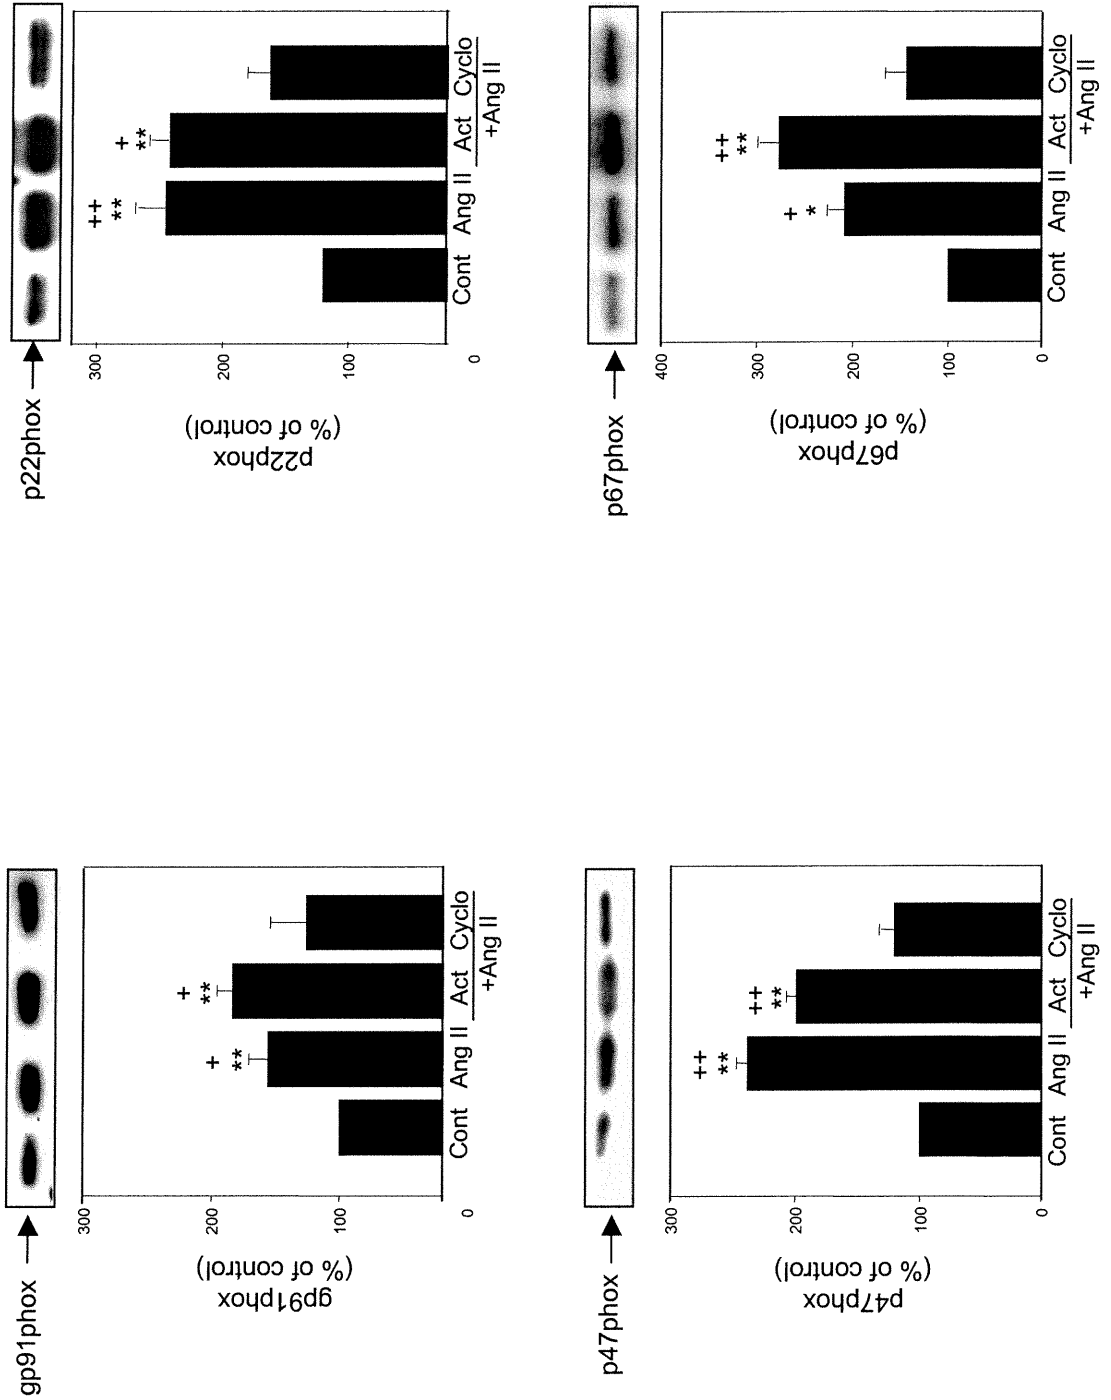 gp91phox
gp91phox
(% of control)
300
200
100
0
+
**
+
**
Cont Ang II Act Cyclo
+Ang II
p22phox
p22phox
(% of control)
300
200
100
0
++
**
+
**
Cont Ang II Act Cyclo
+Ang II
p47phox
p47phox
(% of control)
300
200
100
0
++
**
++
**
Cont Ang II Act Cyclo
+Ang II
p67phox
p67phox
(% of control)
400
300
200
100
0
+
*
++
**
Cont Ang II Act Cyclo
+Ang II